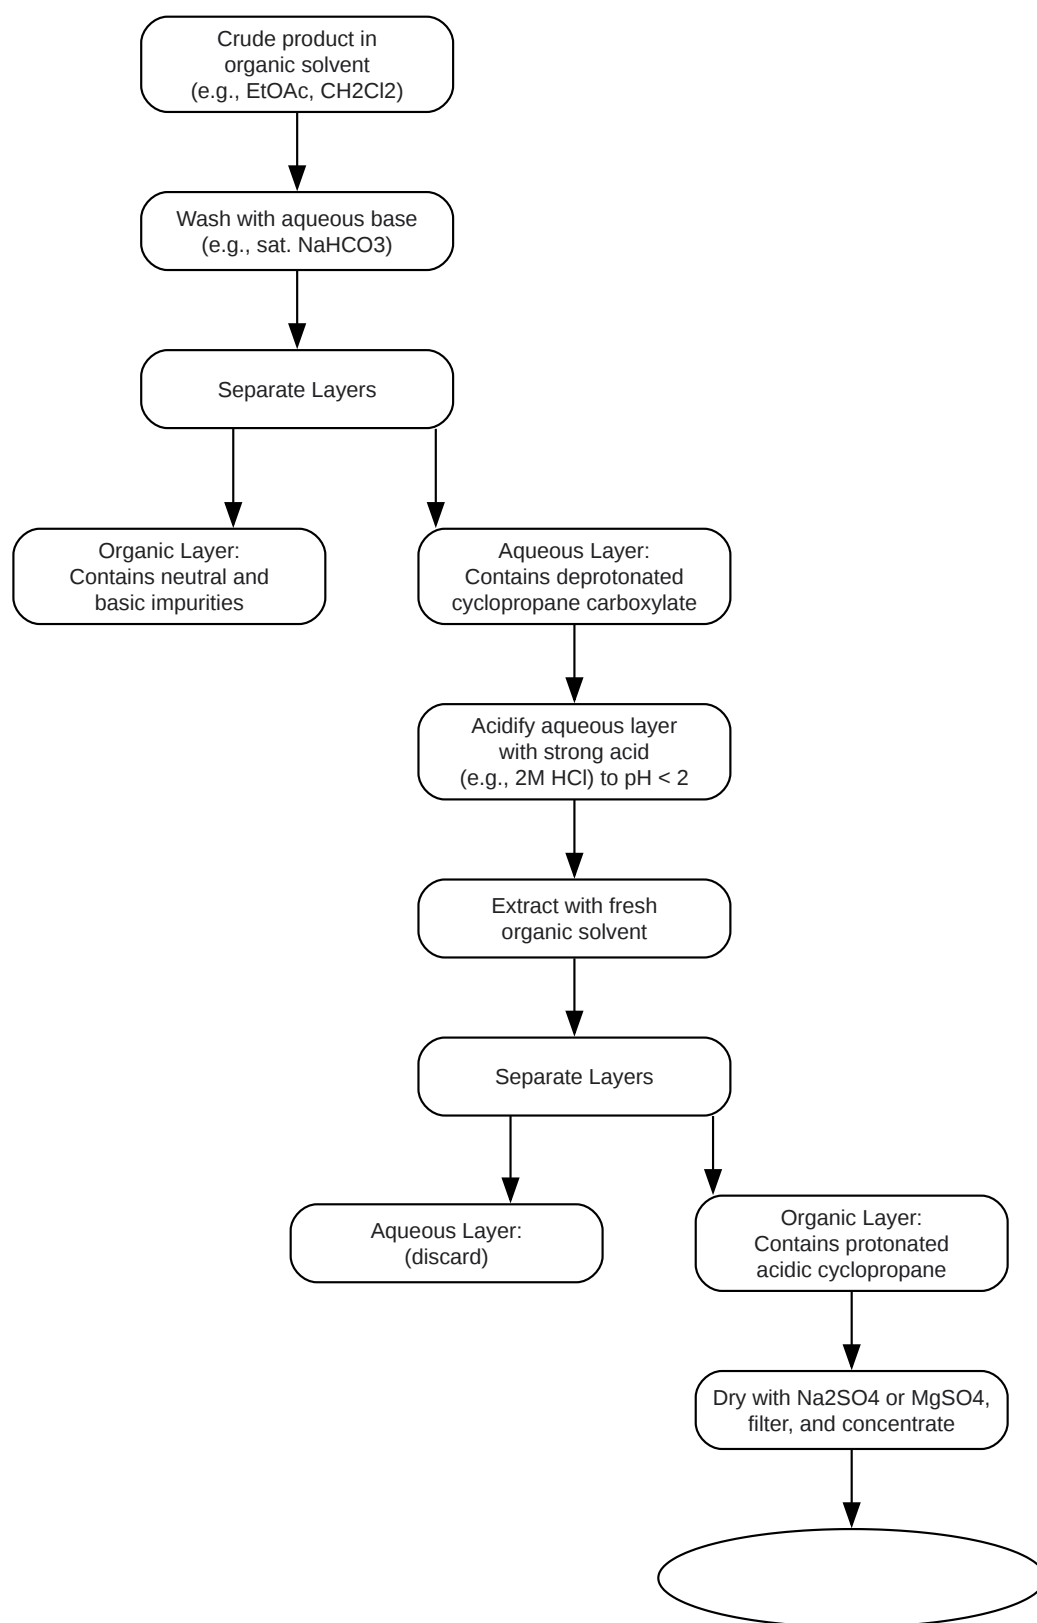 Crude product in
organic solvent
(e.g., EtOAc, CH2Cl2)
Wash with aqueous base
(e.g., sat. NaHCO3)
Separate Layers
Organic Layer:
Contains neutral and
basic impurities
Aqueous Layer:
Contains deprotonated
cyclopropane carboxylate
Acidify aqueous layer
with strong acid
(e.g., 2M HCl) to pH < 2
Extract with fresh
organic solvent
Separate Layers
Aqueous Layer:
(discard)
Organic Layer:
Contains protonated
acidic cyclopropane
Dry with Na2SO4 or MgSO4,
filter, and concentrate